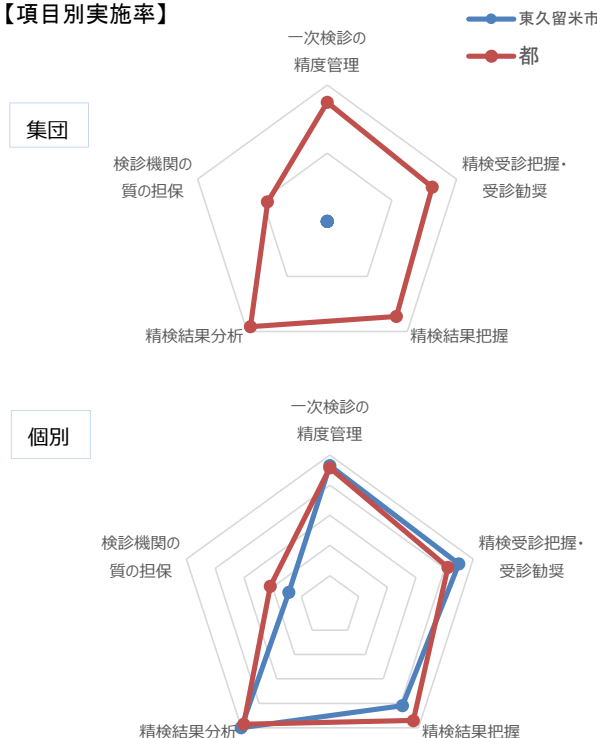 【項目別実施率】
東久留米市
都
集団
一次検診の
精度管理
精検受診把握・
受診勧奨
精検結果把握
精検結果分析
検診機関の
質の担保
個別
一次検診の
精度管理
精検受診把握・
受診勧奨
精検結果把握
精検結果分析
検診機関の
質の担保